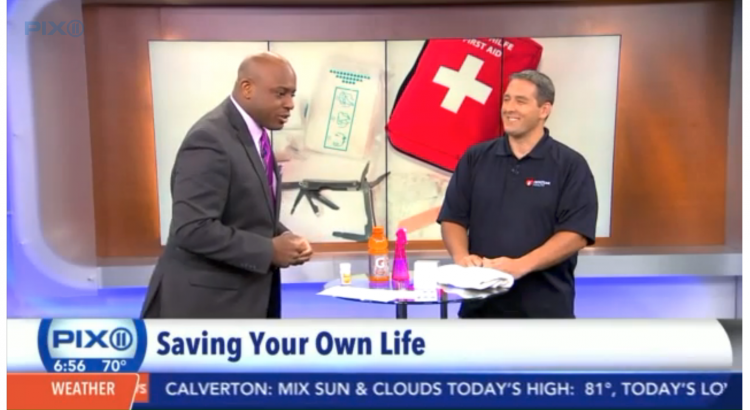 PIX11
FIRST AID
G
PIX11
6:56 70°
Saving Your Own Life
WEATHER
CALVERTON: MIX SUN & CLOUDS TODAY'S HIGH: 81°, TODAY'S LO